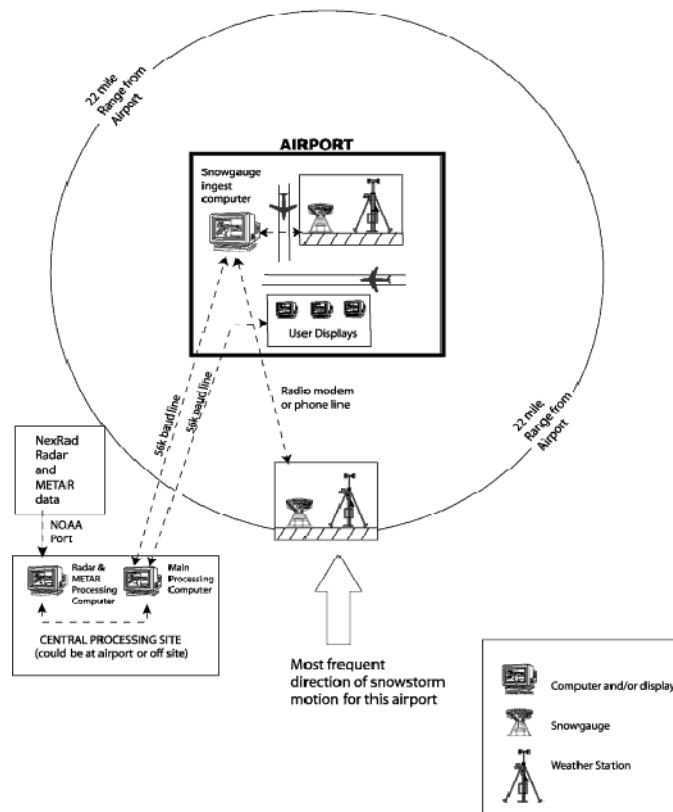 22 mile
Range from
Airport
AIRPORT
Snowgauge
ingest
computer
User Displays
56k baud line
56k baud line
Radio modem
or phone line
22 mile
Range from
Airport
NexRad
Radar
and
METAR
data
NOAA
Port
Radar &
METAR
Processing
Computer
Main
Processing
Computer
CENTRAL PROCESSING SITE
(could be at airport or off site)
Most frequent
direction of snowstorm
motion for this airport
Computer and/or display
Snowgauge
Weather Station